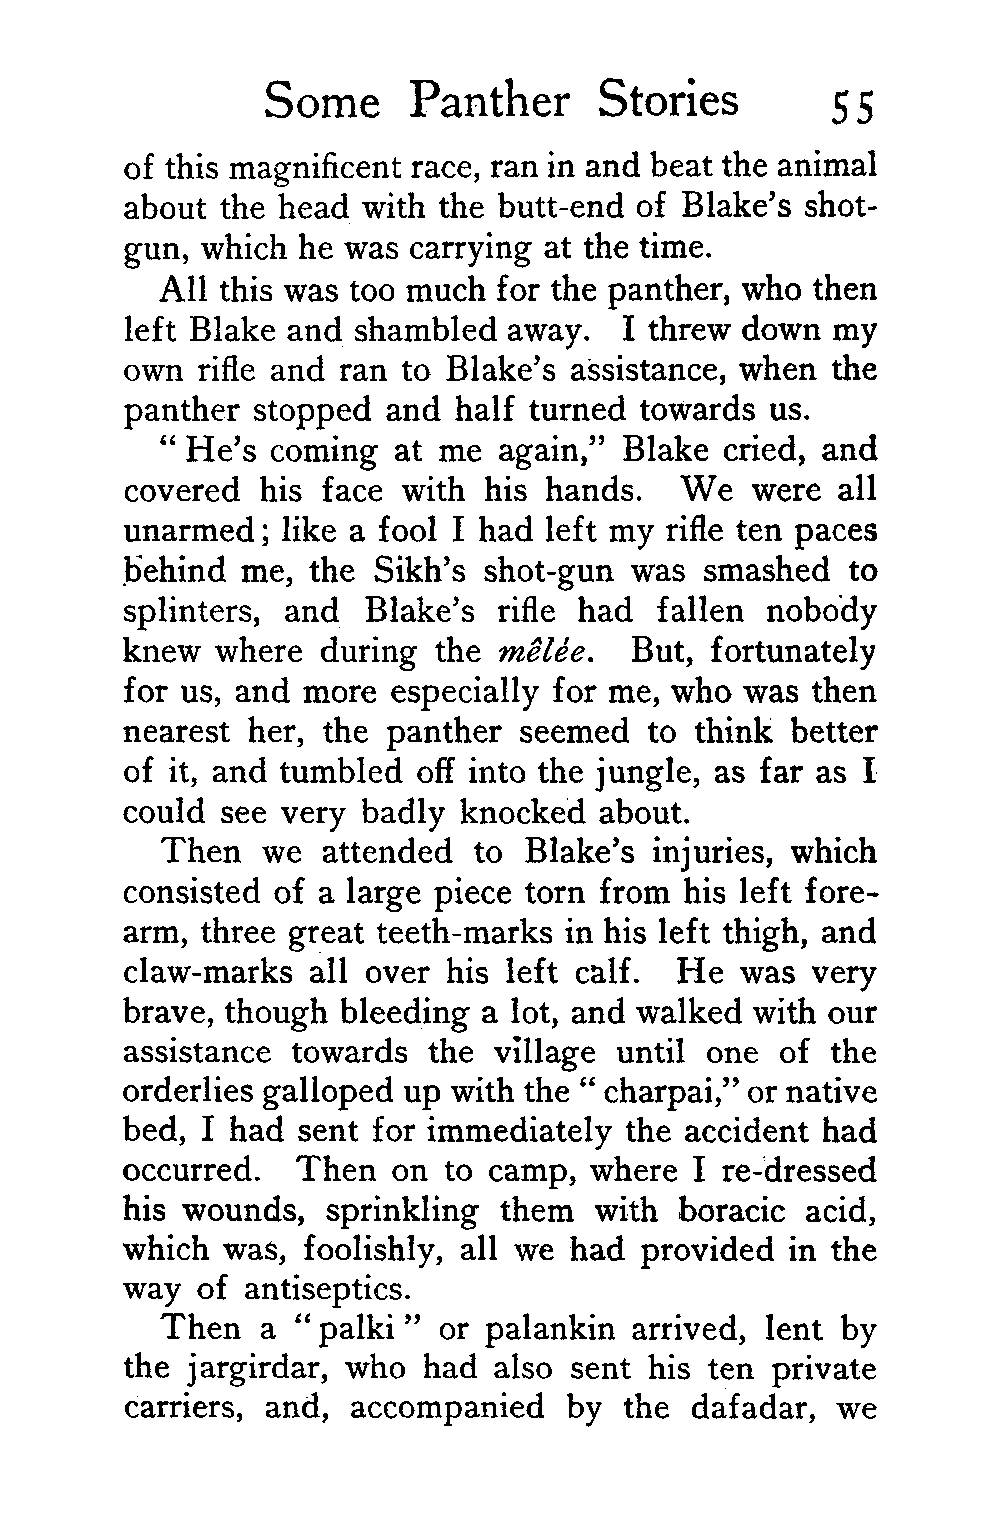 Some Panther Stories 55
of this magnificent race, ran in and beat the animal
about the head with the butt-end of Blake's shot-
gun, which he was carrying at the time.
All this was too much for the panther, who then
left Blake and shambled away. I threw down my
own rifle and ran to Blake's assistance, when the
panther stopped and half turned towards us.
“ He's coming at me again,” Blake cried, and
covered his face with his hands. We were all
unarmed; like a fool I had left my rifle ten paces
behind me, the Sikh's shot-gun was smashed to
splinters, and Blake's rifle had fallen nobody
knew where during the mêlée. But, fortunately
for us, and more especially for me, who was then
nearest her, the panther seemed to think better
of it, and tumbled off into the jungle, as far as I
could see very badly knocked about.
Then we attended to Blake's injuries, which
consisted of a large piece torn from his left fore-
arm, three great teeth-marks in his left thigh, and
claw-marks all over his left calf. He was very
brave, though bleeding a lot, and walked with our
assistance towards the village until one of the
orderlies galloped up with the “ charpai,” or native
bed, I had sent for immediately the accident had
occurred. Then on to camp, where I re-dressed
his wounds, sprinkling them with boracic acid,
which was, foolishly, all we had provided in the
way of antiseptics.
Then a “ palki ” or palankin arrived, lent by
the jargirdar, who had also sent his ten private
carriers, and, accompanied by the dafadar, we